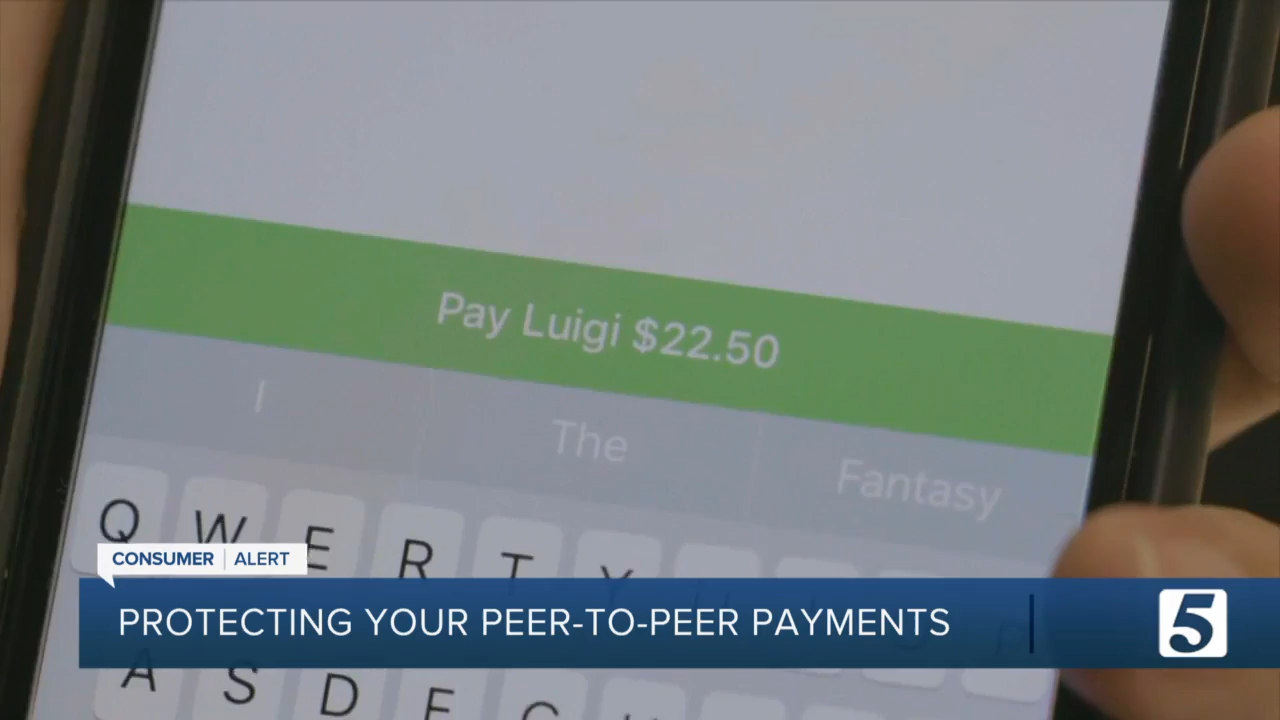 Pay Luigi $22.50
I The Fantasy
Q W E R T Y
CONSUMER ALERT
PROTECTING YOUR PEER-TO-PEER PAYMENTS
5
A S D F